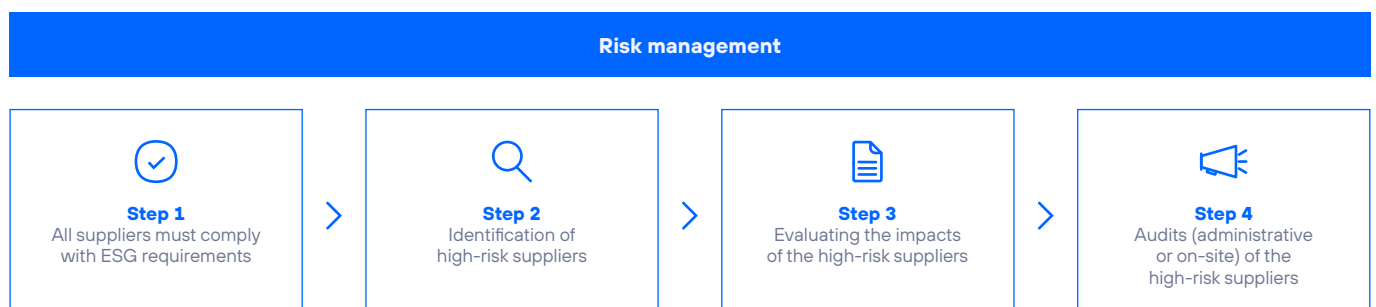 Risk management
Step 1
All suppliers must comply
with ESG requirements
Step 2
Identification of
high-risk suppliers
Step 3
Evaluating the impacts
of the high-risk suppliers
Step 4
Audits (administrative
or on-site) of the
high-risk suppliers